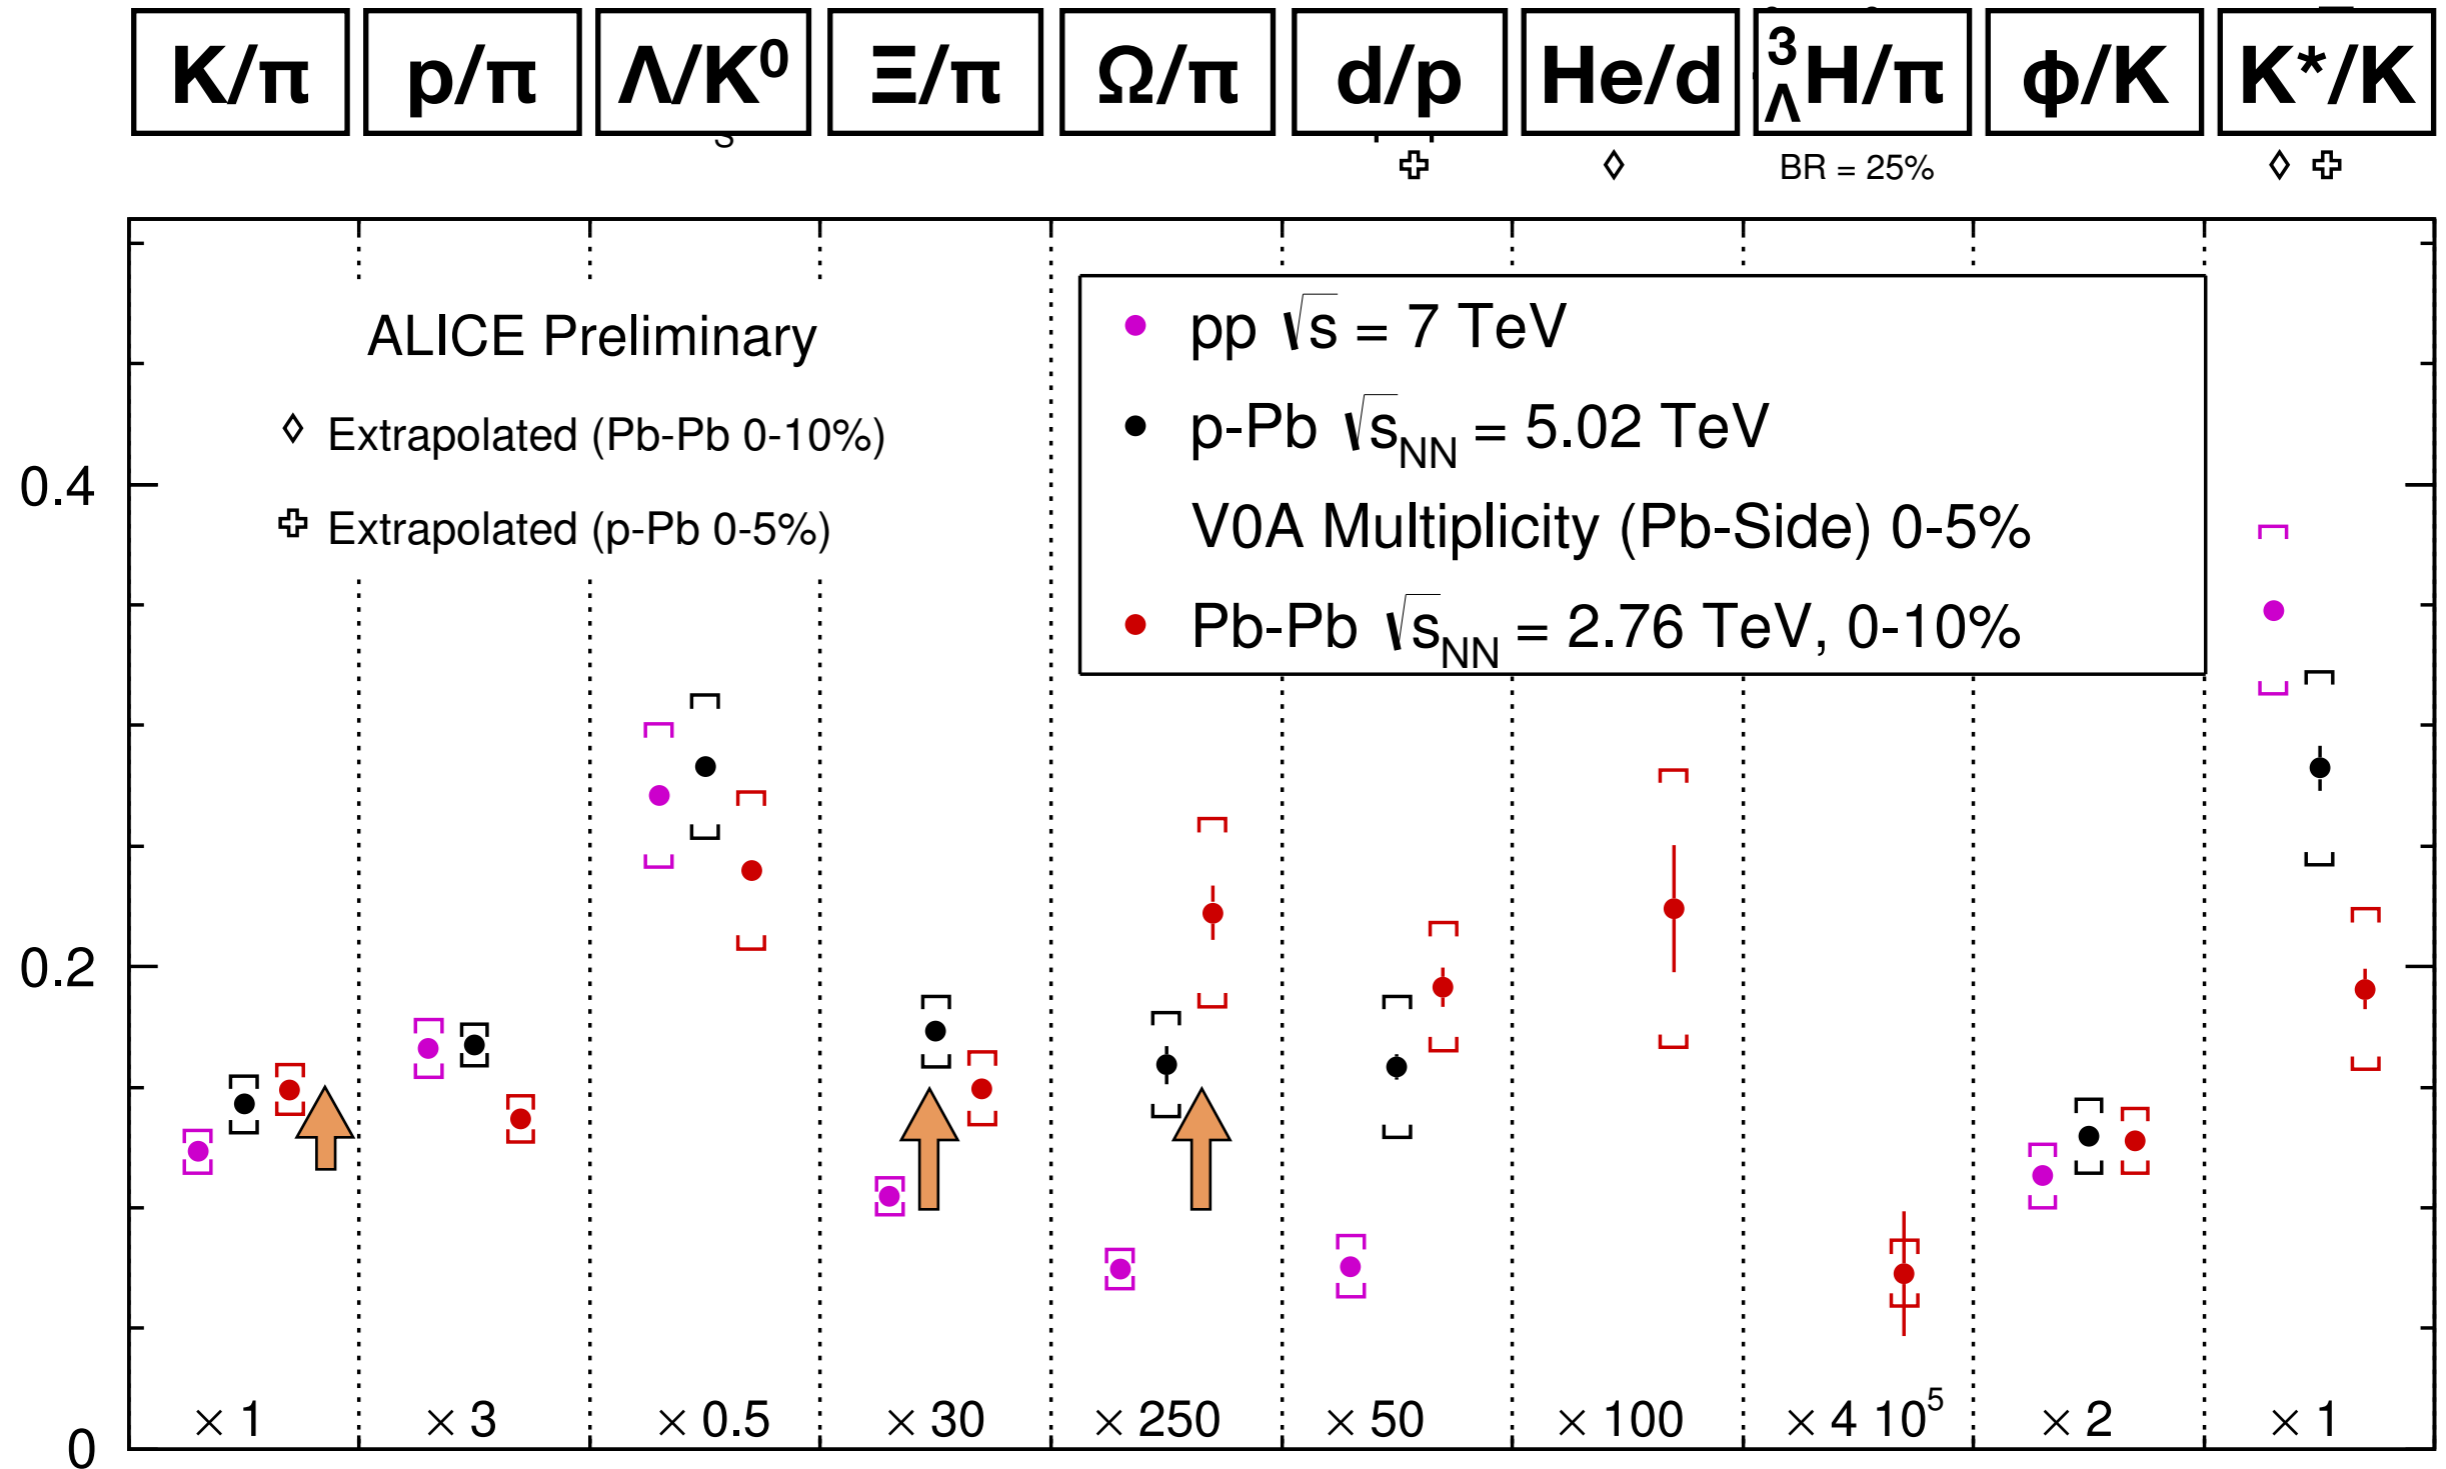 K/π p/π Λ/K⁰ Ξ/π Ω/π d/p He/d ³ΛH/π ϕ/K K*/K
S
BR = 25%
ALICE Preliminary
◊ Extrapolated (Pb-Pb 0-10%)
✚ Extrapolated (p-Pb 0-5%)
pp √s = 7 TeV
p-Pb √sNN = 5.02 TeV
V0A Multiplicity (Pb-Side) 0-5%
Pb-Pb √sNN = 2.76 TeV, 0-10%
0.4
0.2
0
× 1 × 3 × 0.5 × 30 × 250 × 50 × 100 × 4 10⁵ × 2 × 1